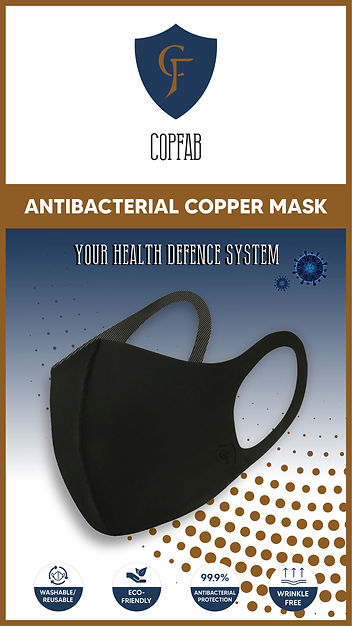 CF
COPFAB
ANTIBACTERIAL COPPER MASK
YOUR HEALTH DEFENCE SYSTEM
CF
WASHABLE/
REUSABLE
ECO-
FRIENDLY
99.9%
ANTIBACTERIAL
PROTECTION
WRINKLE
FREE